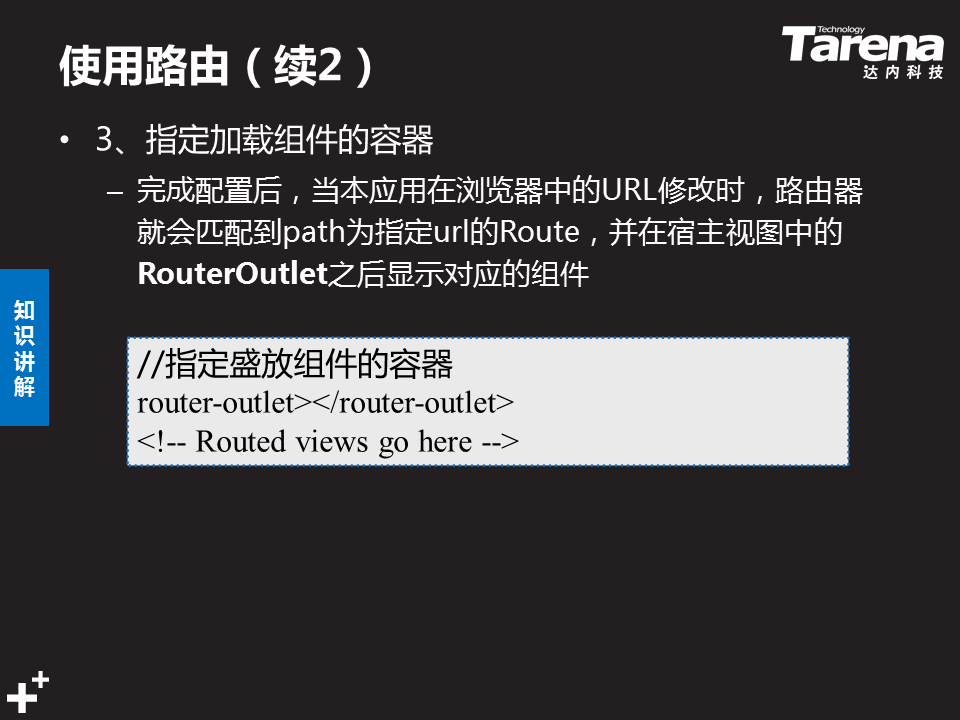 使用路由（续2）
Technology
Tarena
达内科技
• 3、指定加载组件的容器
– 完成配置后，当本应用在浏览器中的URL修改时，路由器
就会匹配到path为指定url的Route，并在宿主视图中的
RouterOutlet之后显示对应的组件
知识讲解
//指定盛放组件的容器
router-outlet></router-outlet>
<!-- Routed views go here -->